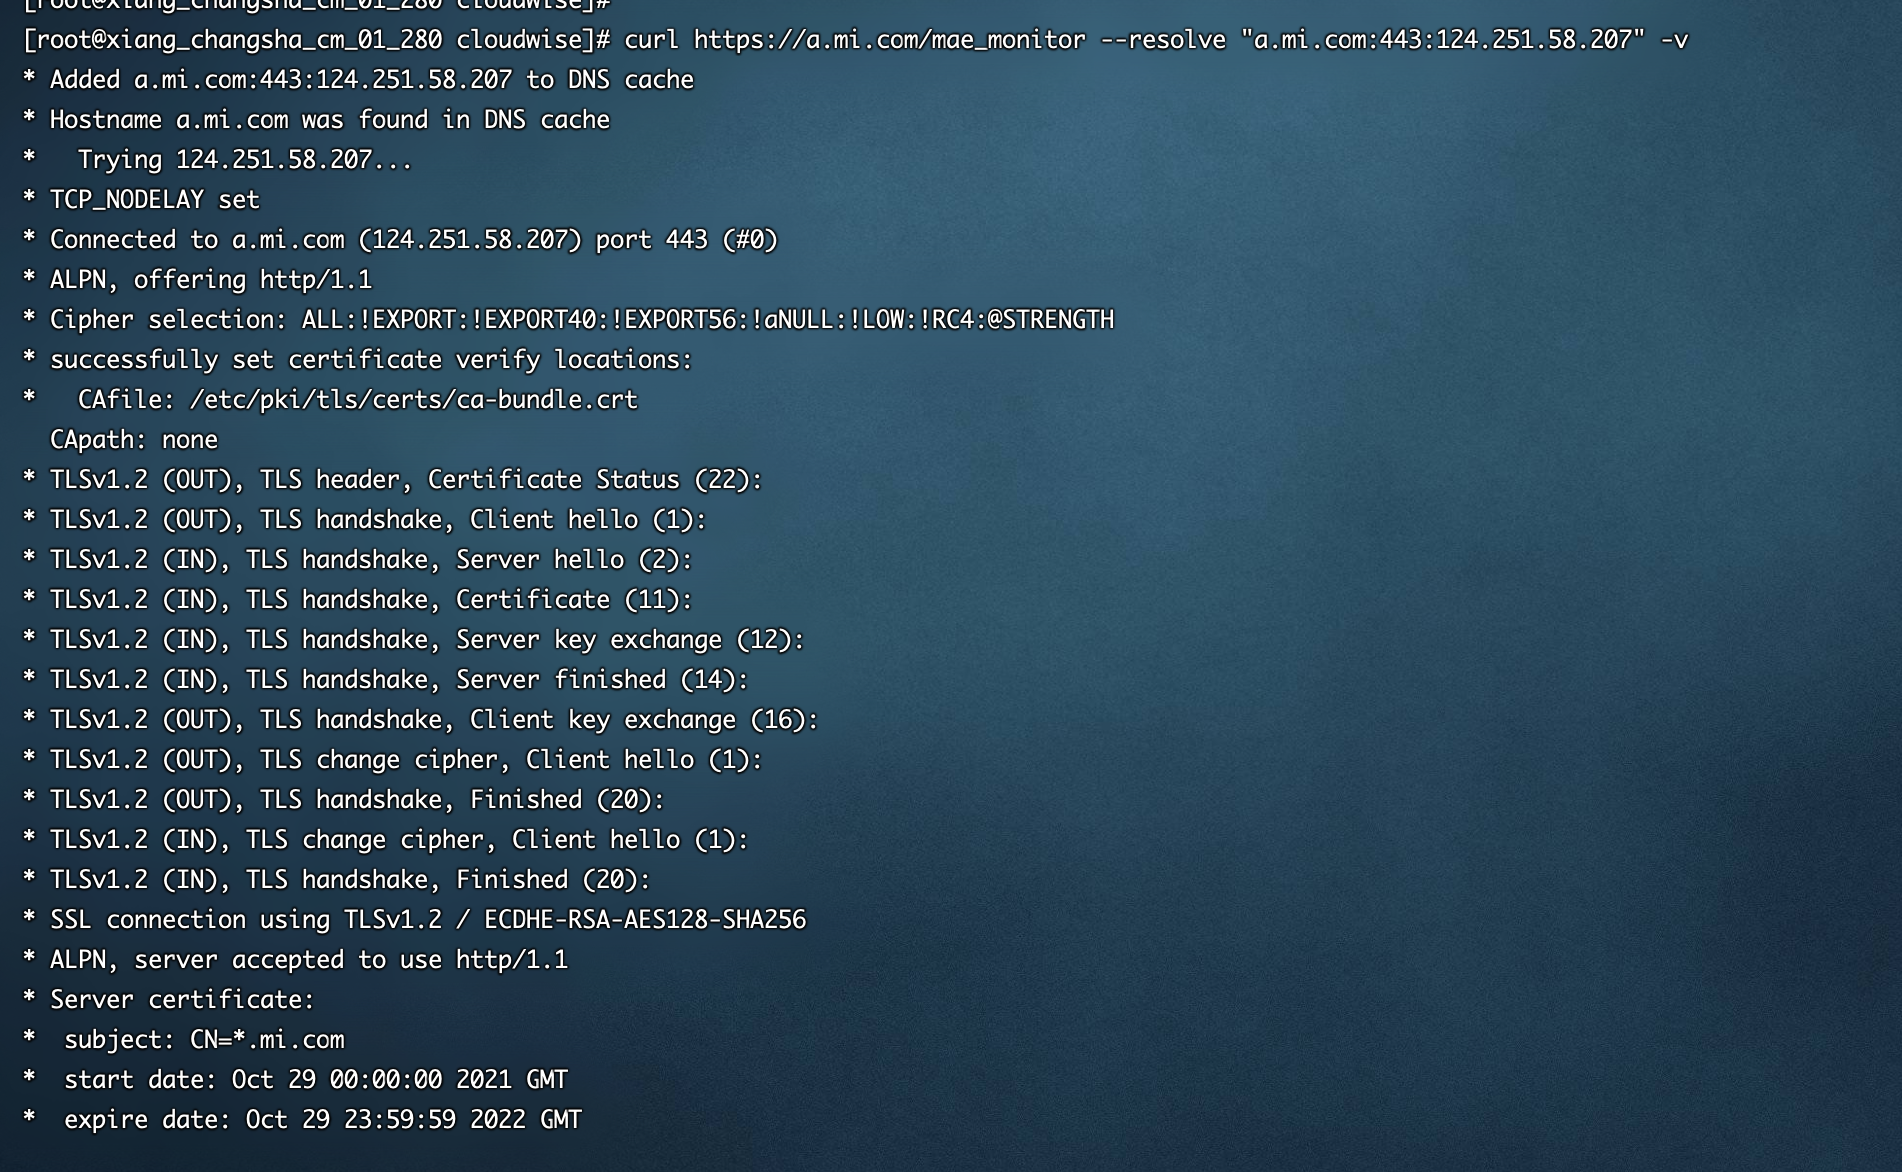 [root@xiang_changsha_cm_01_280 cloudwise]#
[root@xiang_changsha_cm_01_280 cloudwise]# curl https://a.mi.com/mae_monitor --resolve "a.mi.com:443:124.251.58.207" -v
* Added a.mi.com:443:124.251.58.207 to DNS cache
* Hostname a.mi.com was found in DNS cache
*   Trying 124.251.58.207...
* TCP_NODELAY set
* Connected to a.mi.com (124.251.58.207) port 443 (#0)
* ALPN, offering http/1.1
* Cipher selection: ALL:!EXPORT:!EXPORT40:!EXPORT56:!aNULL:!LOW:!RC4:@STRENGTH
* successfully set certificate verify locations:
*   CAfile: /etc/pki/tls/certs/ca-bundle.crt
  CApath: none
* TLSv1.2 (OUT), TLS header, Certificate Status (22):
* TLSv1.2 (OUT), TLS handshake, Client hello (1):
* TLSv1.2 (IN), TLS handshake, Server hello (2):
* TLSv1.2 (IN), TLS handshake, Certificate (11):
* TLSv1.2 (IN), TLS handshake, Server key exchange (12):
* TLSv1.2 (IN), TLS handshake, Server finished (14):
* TLSv1.2 (OUT), TLS handshake, Client key exchange (16):
* TLSv1.2 (OUT), TLS change cipher, Client hello (1):
* TLSv1.2 (OUT), TLS handshake, Finished (20):
* TLSv1.2 (IN), TLS change cipher, Client hello (1):
* TLSv1.2 (IN), TLS handshake, Finished (20):
* SSL connection using TLSv1.2 / ECDHE-RSA-AES128-SHA256
* ALPN, server accepted to use http/1.1
* Server certificate:
*  subject: CN=*.mi.com
*  start date: Oct 29 00:00:00 2021 GMT
*  expire date: Oct 29 23:59:59 2022 GMT